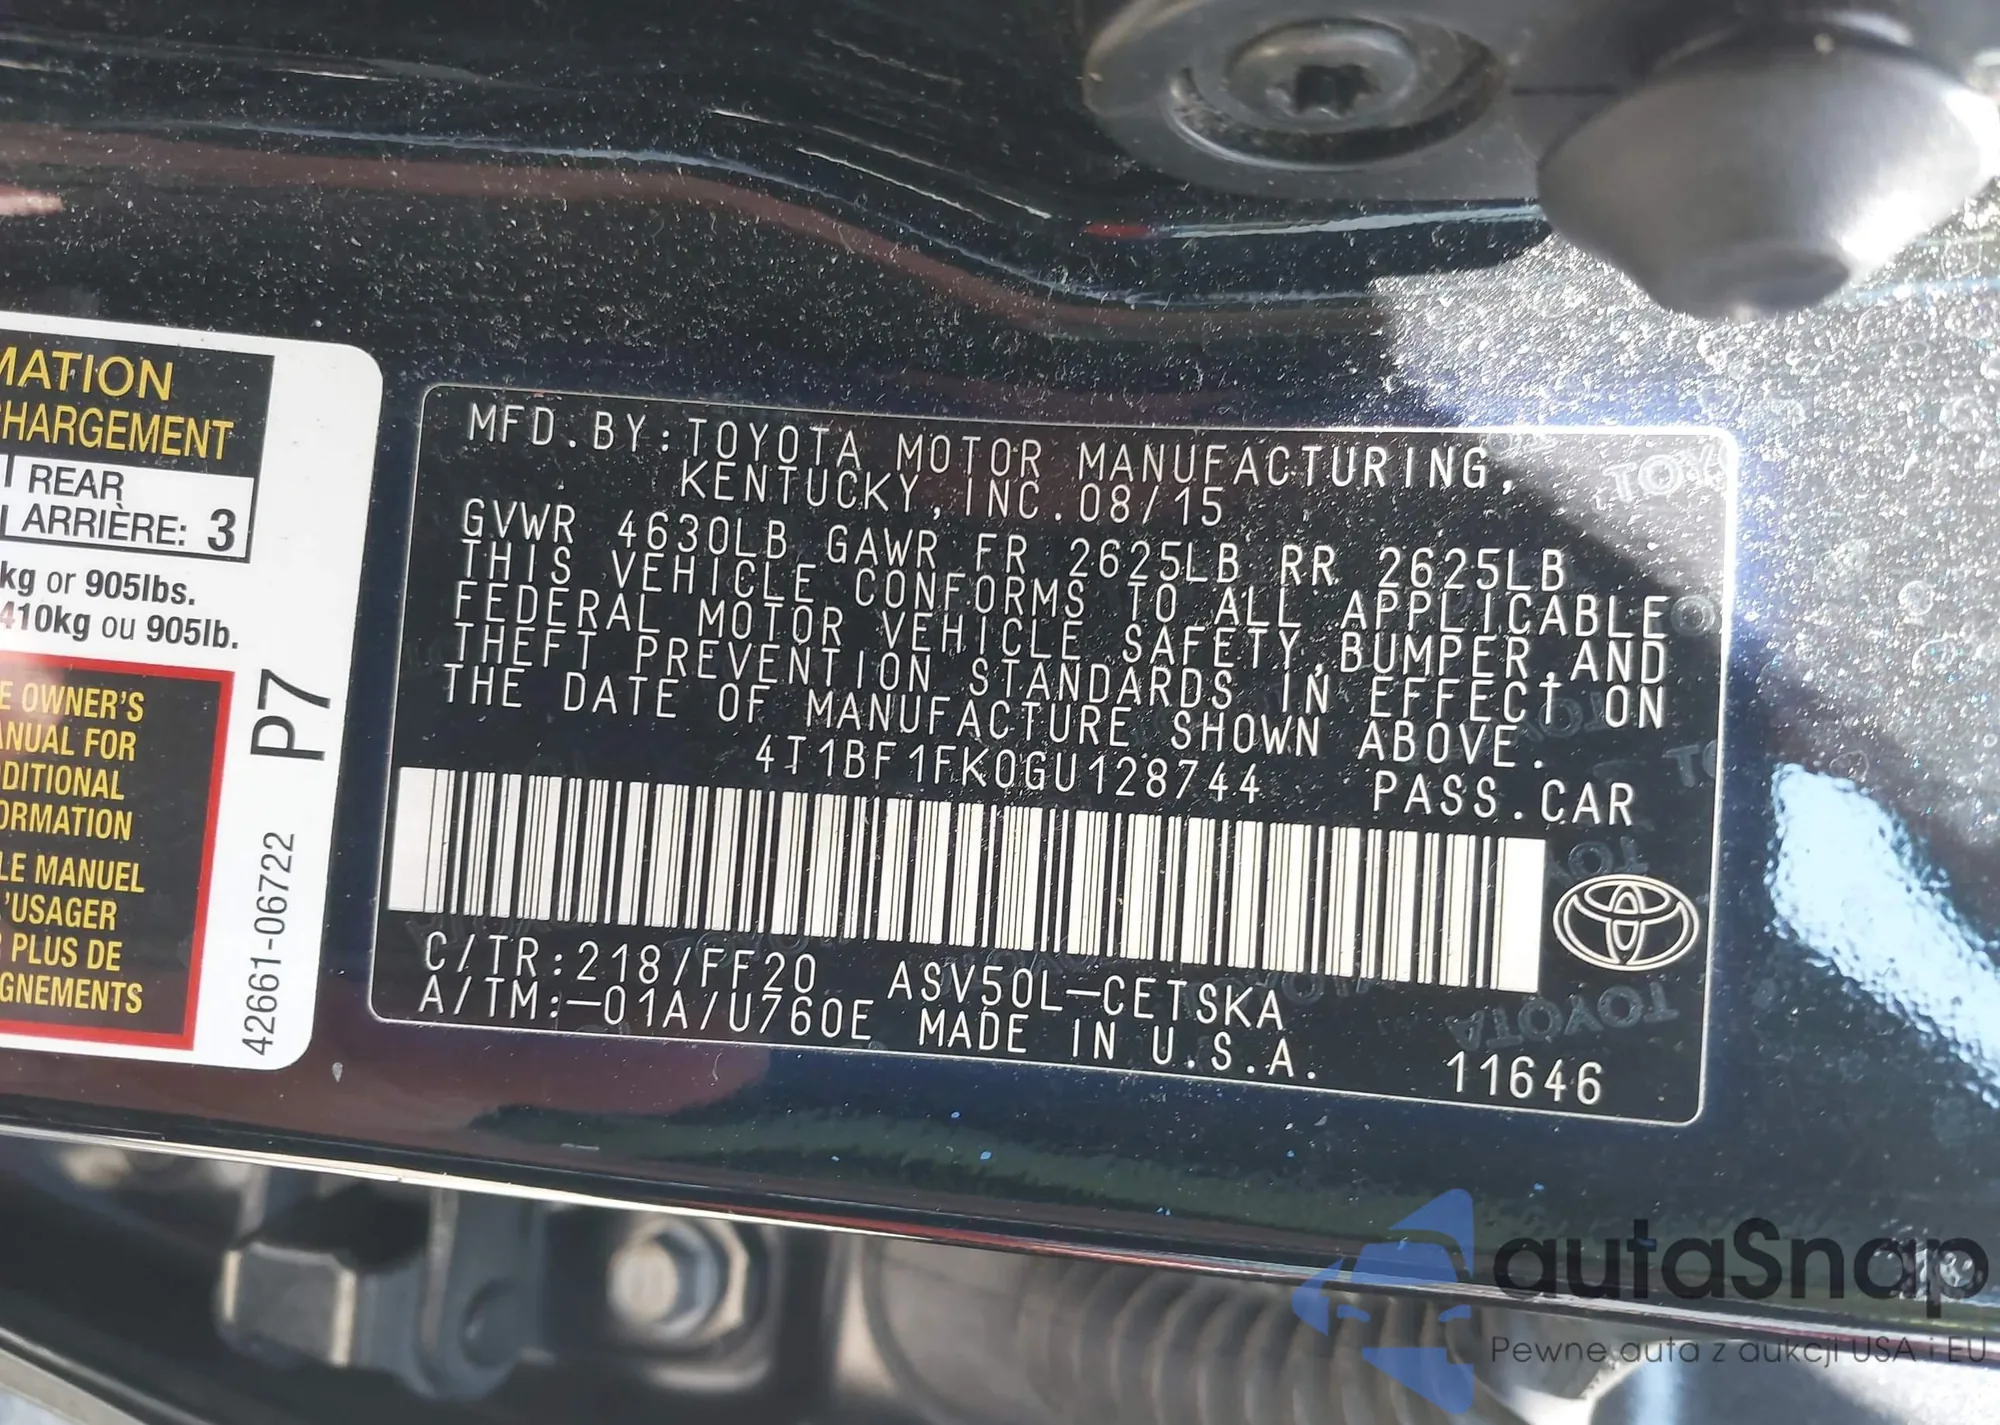 MATION
HARGEMENT
REAR
ARRIÈRE: 3
kg or 905lbs.
410kg ou 905lb.
E OWNER'S
ANUAL FOR
DDITIONAL
ORMATION
LE MANUEL
'USAGER
PLUS DE
GNEMENTS
P7
42661-06722
MFD.BY:TOYOTA MOTOR MANUFACTURING,
KENTUCKY,INC.08/15
GVWR 4630LB GAWR FR 2625LB RR 2625LB
THIS VEHICLE CONFORMS TO ALL APPLICABLE
FEDERAL MOTOR VEHICLE SAFETY,BUMPER,AND
THEFT PREVENTION STANDARDS IN EFFECT ON
THE DATE OF MANUFACTURE SHOWN ABOVE.
4T1BF1FK0GU128744 PASS.CAR
C/TR:218/FF20 ASV50L-CETSKA
A/TM:-01A/U760E MADE IN U.S.A.
11646
TOYOTA
autaSnap
Pewne auta z aukcji USA i EU